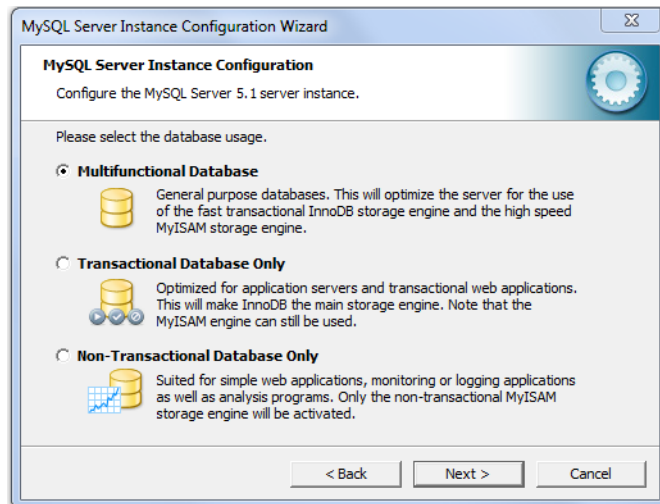 MySQL Server Instance Configuration Wizard
MySQL Server Instance Configuration
Configure the MySQL Server 5.1 server instance.
Please select the database usage.
Multifunctional Database
General purpose databases. This will optimize the server for the use
of the fast transactional InnoDB storage engine and the high speed
MyISAM storage engine.
Transactional Database Only
Optimized for application servers and transactional web applications.
This will make InnoDB the main storage engine. Note that the
MyISAM engine can still be used.
Non-Transactional Database Only
Suited for simple web applications, monitoring or logging applications
as well as analysis programs. Only the non-transactional MyISAM
storage engine will be activated.
< Back Next > Cancel